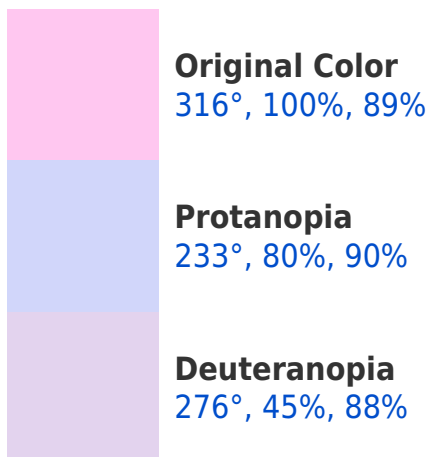 Original Color
316°, 100%, 89%
Protanopia
233°, 80%, 90%
Deuteranopia
276°, 45%, 88%